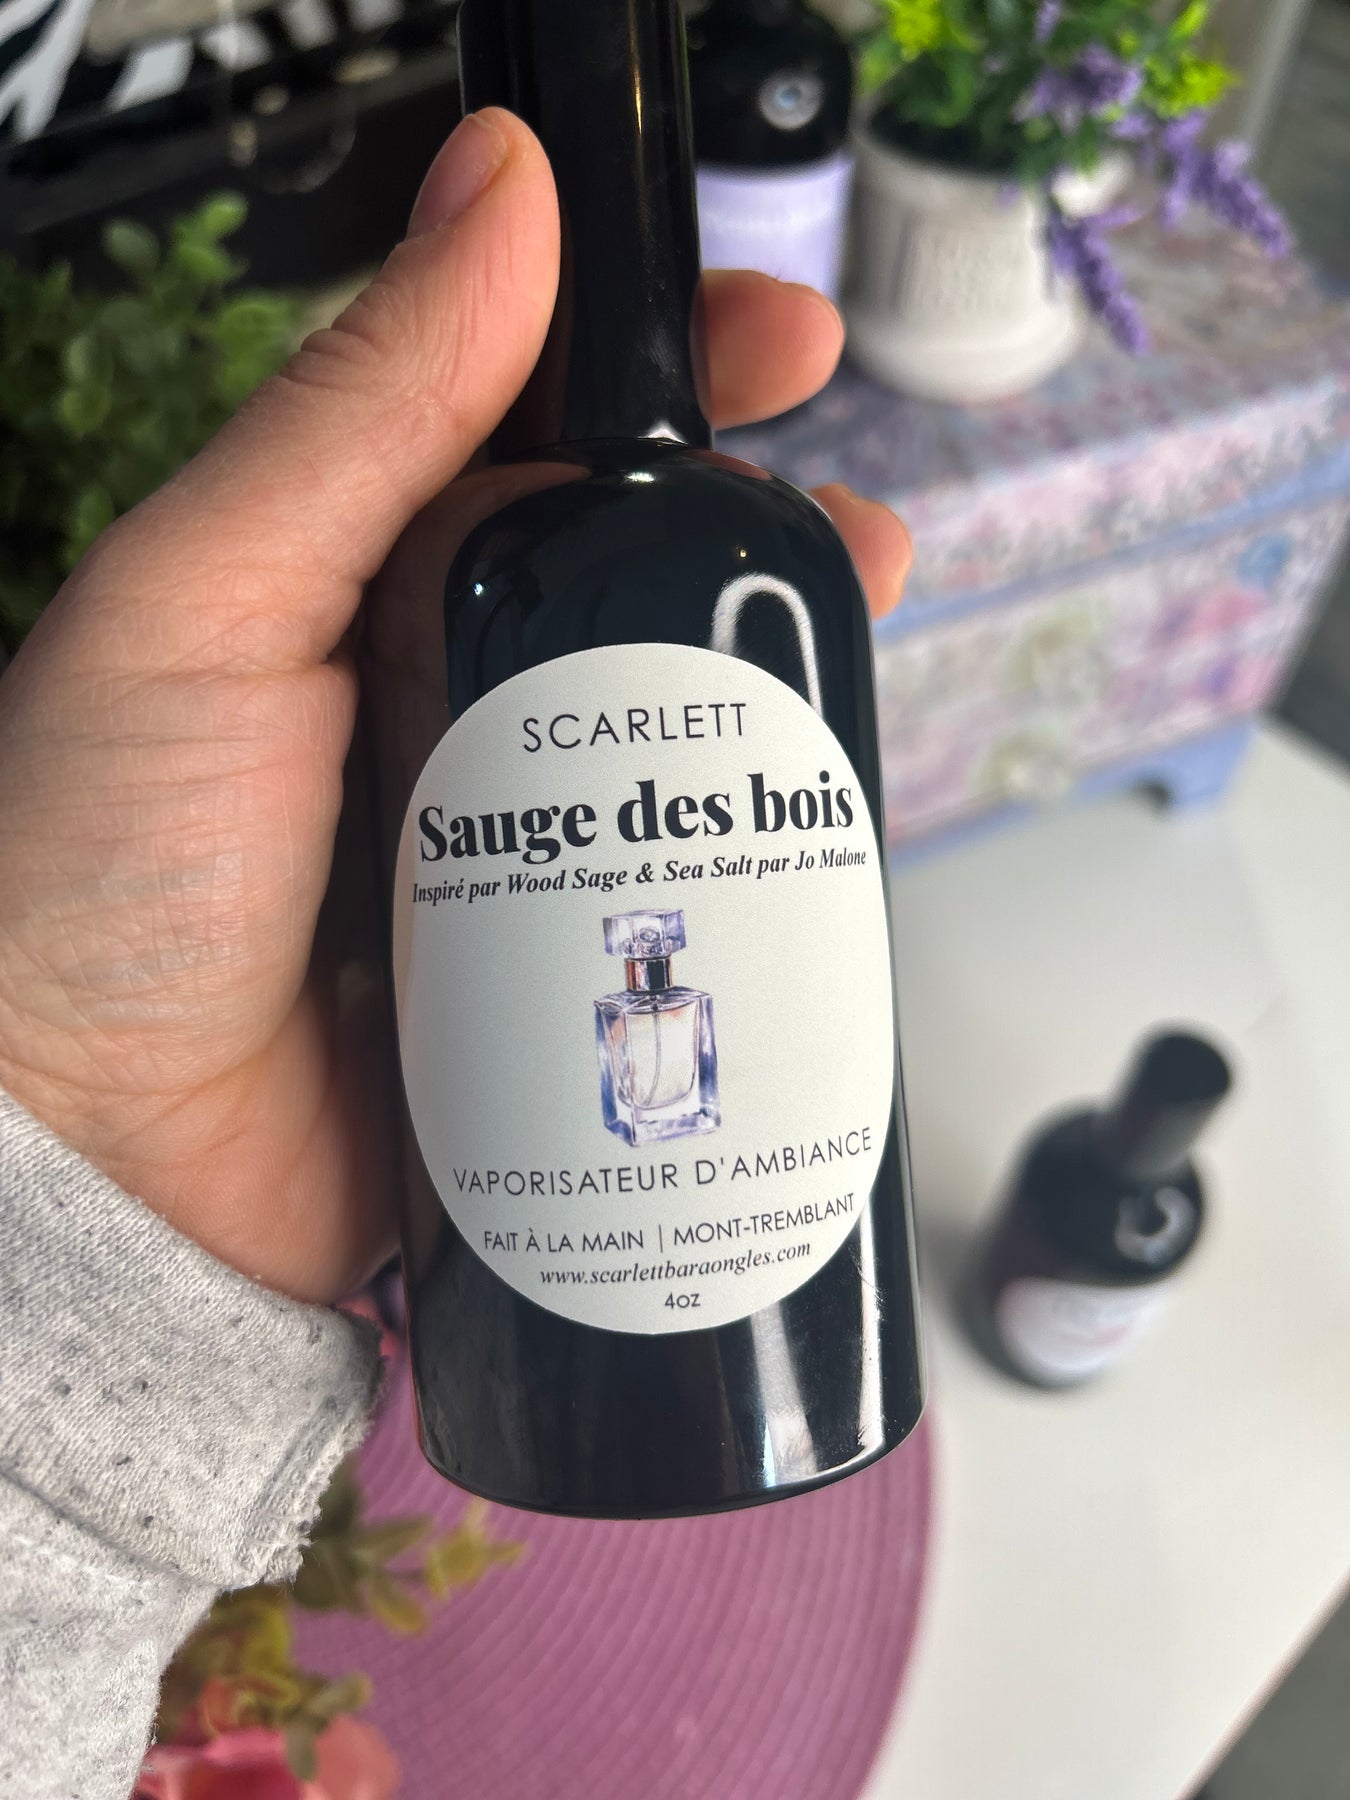 SCARLETT
Sauge des bois
Inspiré par Wood Sage & Sea Salt par Jo Malone
VAPORISATEUR D'AMBIANCE
FAIT À LA MAIN | MONT-TREMBLANT
www.scarlettbaraongles.com
4oz